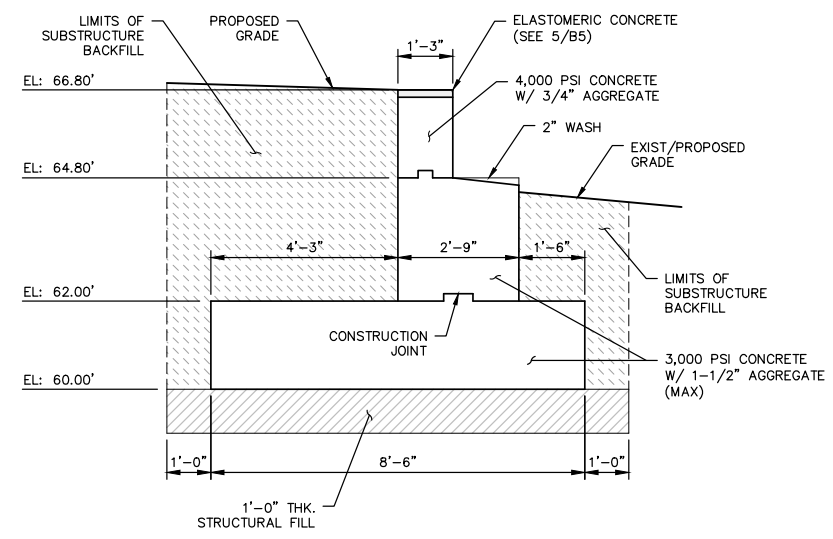 LIMITS OF
SUBSTRUCTURE
BACKFILL
PROPOSED
GRADE
1'-3"
ELASTOMERIC CONCRETE
(SEE 5/B5)
EL: 66.80'
4,000 PSI CONCRETE
W/ 3/4" AGGREGATE
2" WASH
EXIST/PROPOSED
GRADE
EL: 64.80'
4'-3"
2'-9"
1'-6"
LIMITS OF
SUBSTRUCTURE
BACKFILL
EL: 62.00'
CONSTRUCTION
JOINT
3,000 PSI CONCRETE
W/ 1-1/2" AGGREGATE
(MAX)
EL: 60.00'
1'-0"
8'-6"
1'-0"
1'-0" THK.
STRUCTURAL FILL